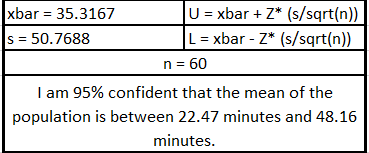 xbar = 35.3167 U = xbar + Z* (s/sqrt(n))
s = 50.7688 L = xbar - Z* (s/sqrt(n))
n = 60
I am 95% confident that the mean of the
population is between 22.47 minutes and 48.16
minutes.